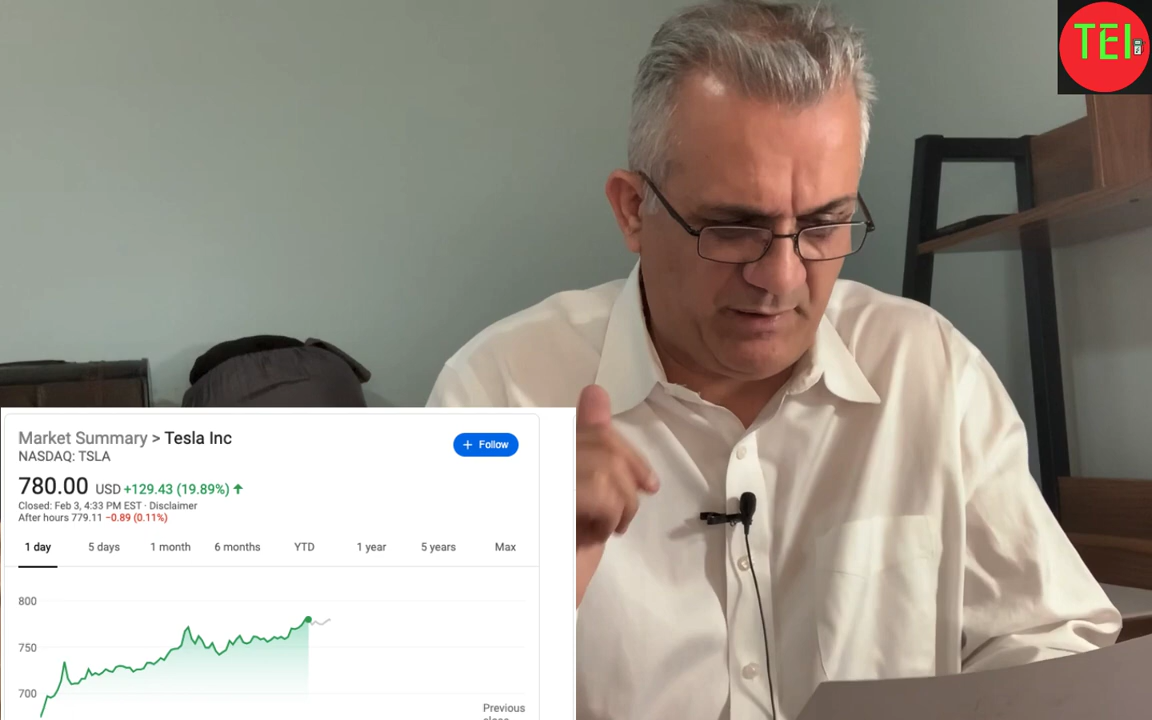 TEI
Market Summary > Tesla Inc
NASDAQ: TSLA
+ Follow
780.00 USD +129.43 (19.89%) ↑
Closed: Feb 3, 4:33 PM EST · Disclaimer
After hours 779.11 −0.89 (0.11%)
1 day 5 days 1 month 6 months YTD 1 year 5 years Max
800
750
700
Previous
close